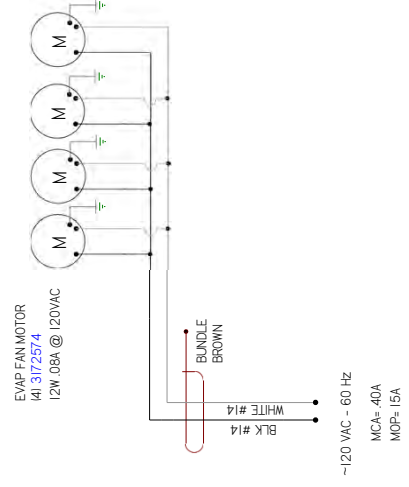 EVAP FAN MOTOR
(4) 3172574
12W .08A @ 120VAC
M
M
M
M
BUNDLE
BROWN
WHITE #14
BLK #14
~120 VAC - 60 Hz
MCA= .40A
MOP= 15A